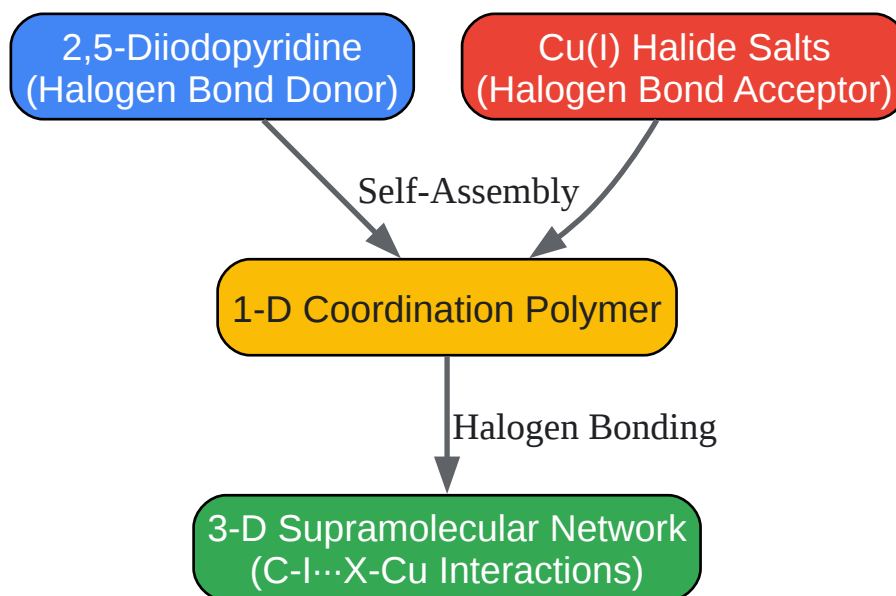 2,5-Diiodopyridine
(Halogen Bond Donor)
Cu(I) Halide Salts
(Halogen Bond Acceptor)
Self-Assembly
1-D Coordination Polymer
Halogen Bonding
3-D Supramolecular Network
(C-I···X-Cu Interactions)